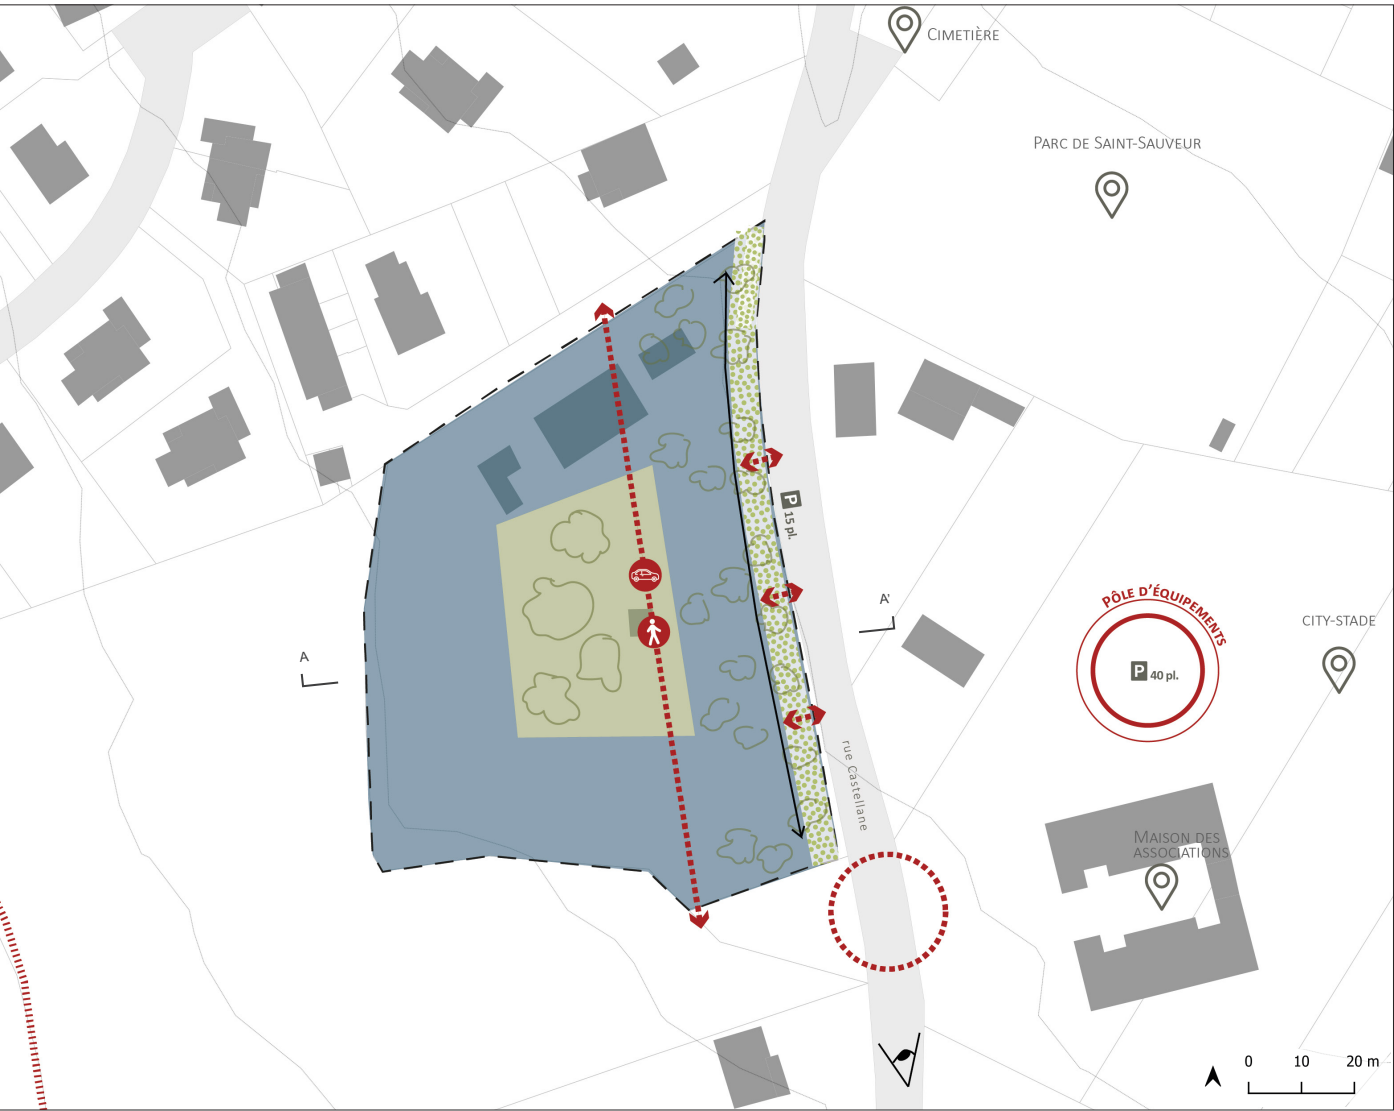 CIMETIÈRE
PARC DE SAINT-SAUVEUR
P 15 pl.
A
A'
PÔLE D'ÉQUIPEMENTS
P 40 pl.
CITY-STADE
rue Castellane
MAISON DES
ASSOCIATIONS
0 10 20 m